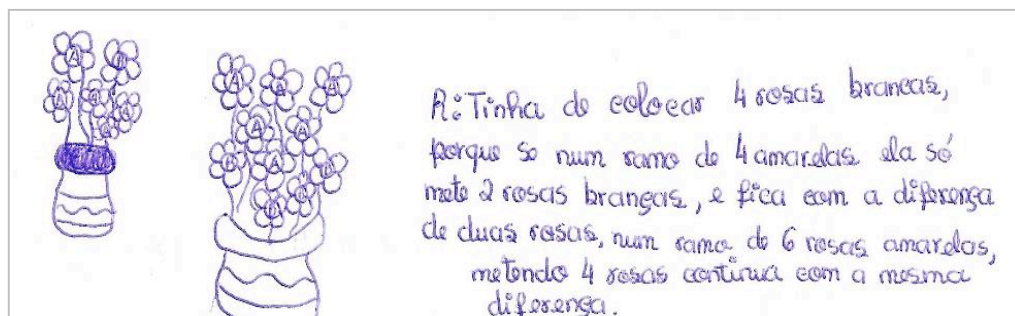 R: Tinha de colocar 4 rosas brancas,
porque se num ramo de 4 amarelas ela só
mete 2 rosas branças, e fica com a diferença
de duas rosas, num ramo de 6 rosas amarelas,
metendo 4 rosas continua com a mesma
diferença.